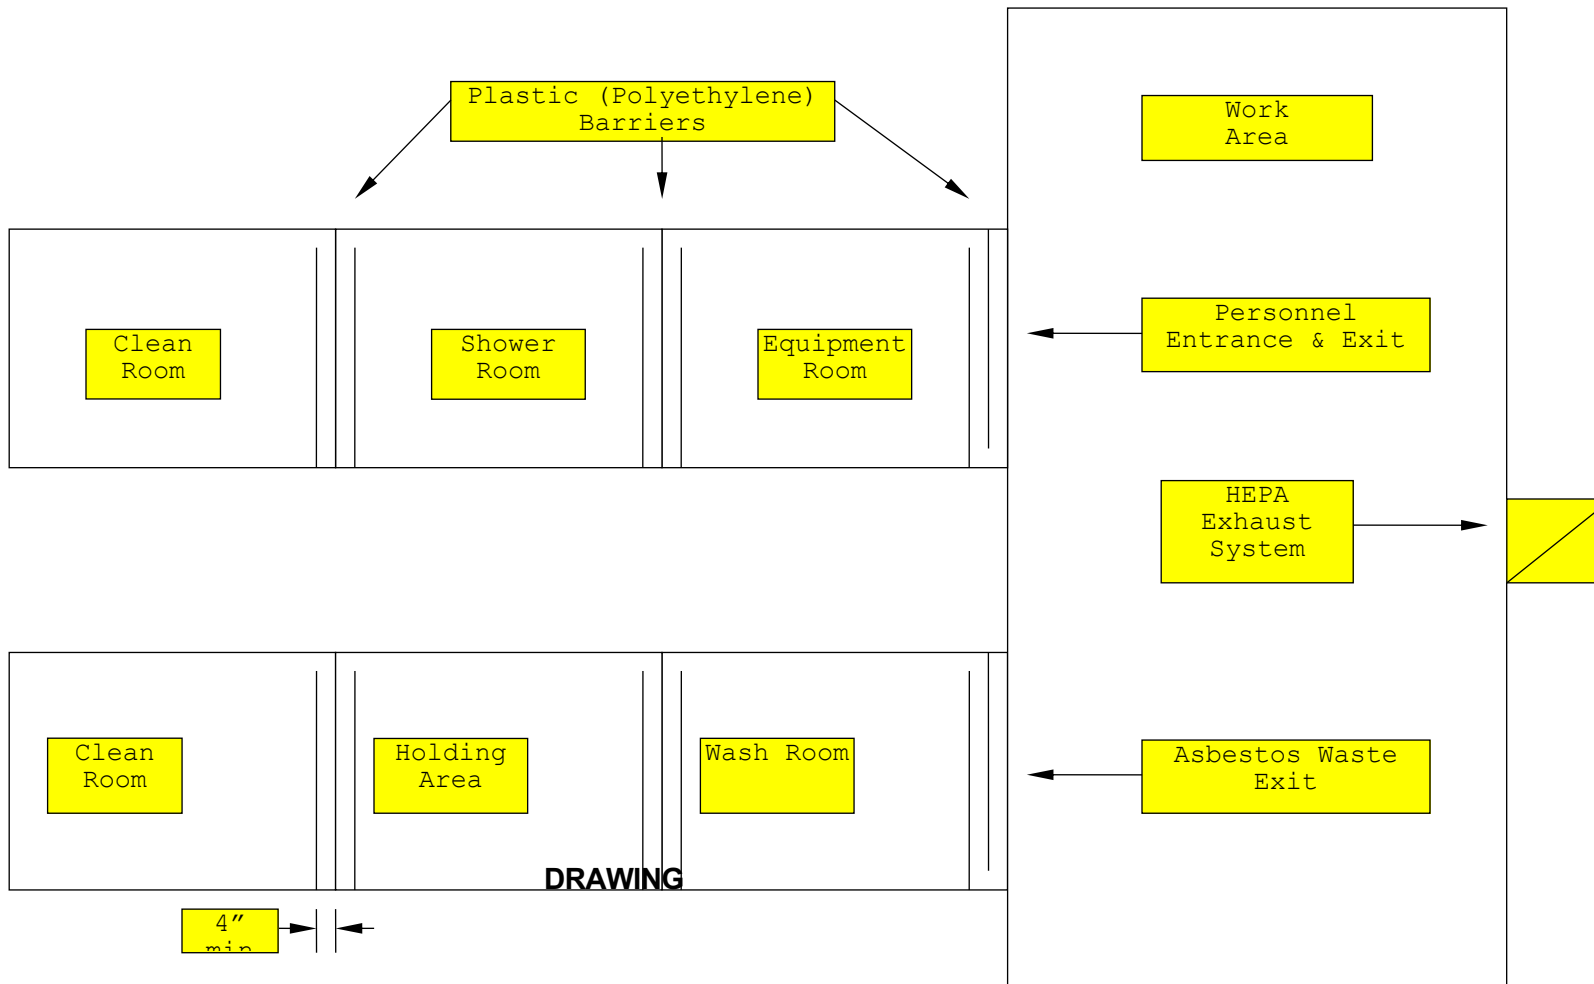 Plastic (Polyethylene)
Barriers
Work
Area
Clean
Room
Shower
Room
Equipment
Room
Personnel
Entrance & Exit
HEPA
Exhaust
System
Clean
Room
Holding
Area
Wash Room
Asbestos Waste
Exit
DRAWING
4″
min